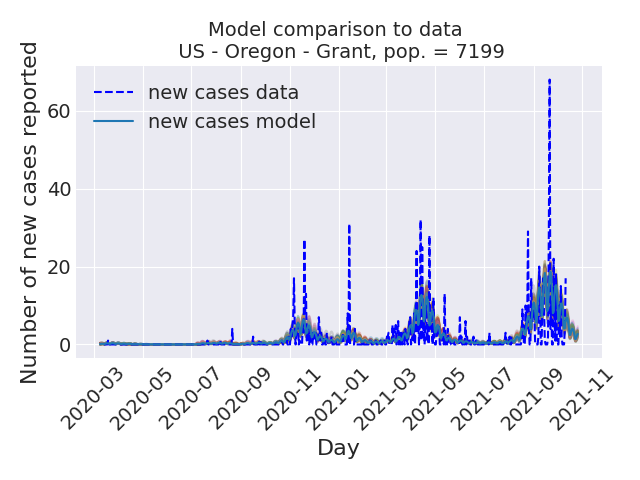 Model comparison to data
US - Oregon - Grant, pop. = 7199
Number of new cases reported
60
40
20
0
new cases data
new cases model
2020-03
2020-05
2020-07
2020-09
2020-11
2021-01
2021-03
2021-05
2021-07
2021-09
2021-11
Day